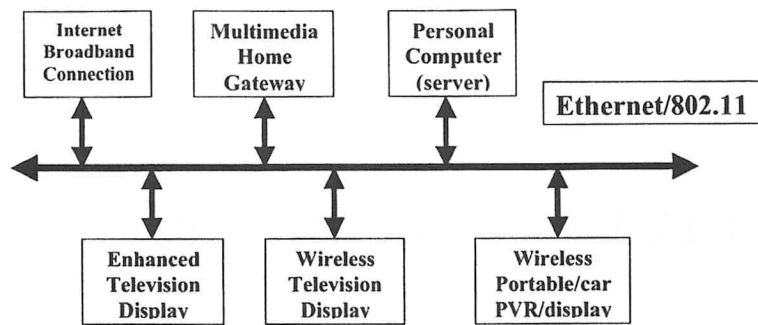 Internet
Broadband
Connection
Multimedia
Home
Gateway
Personal
Computer
(server)
Ethernet/802.11
Enhanced
Television
Display
Wireless
Television
Display
Wireless
Portable/car
PVR/display